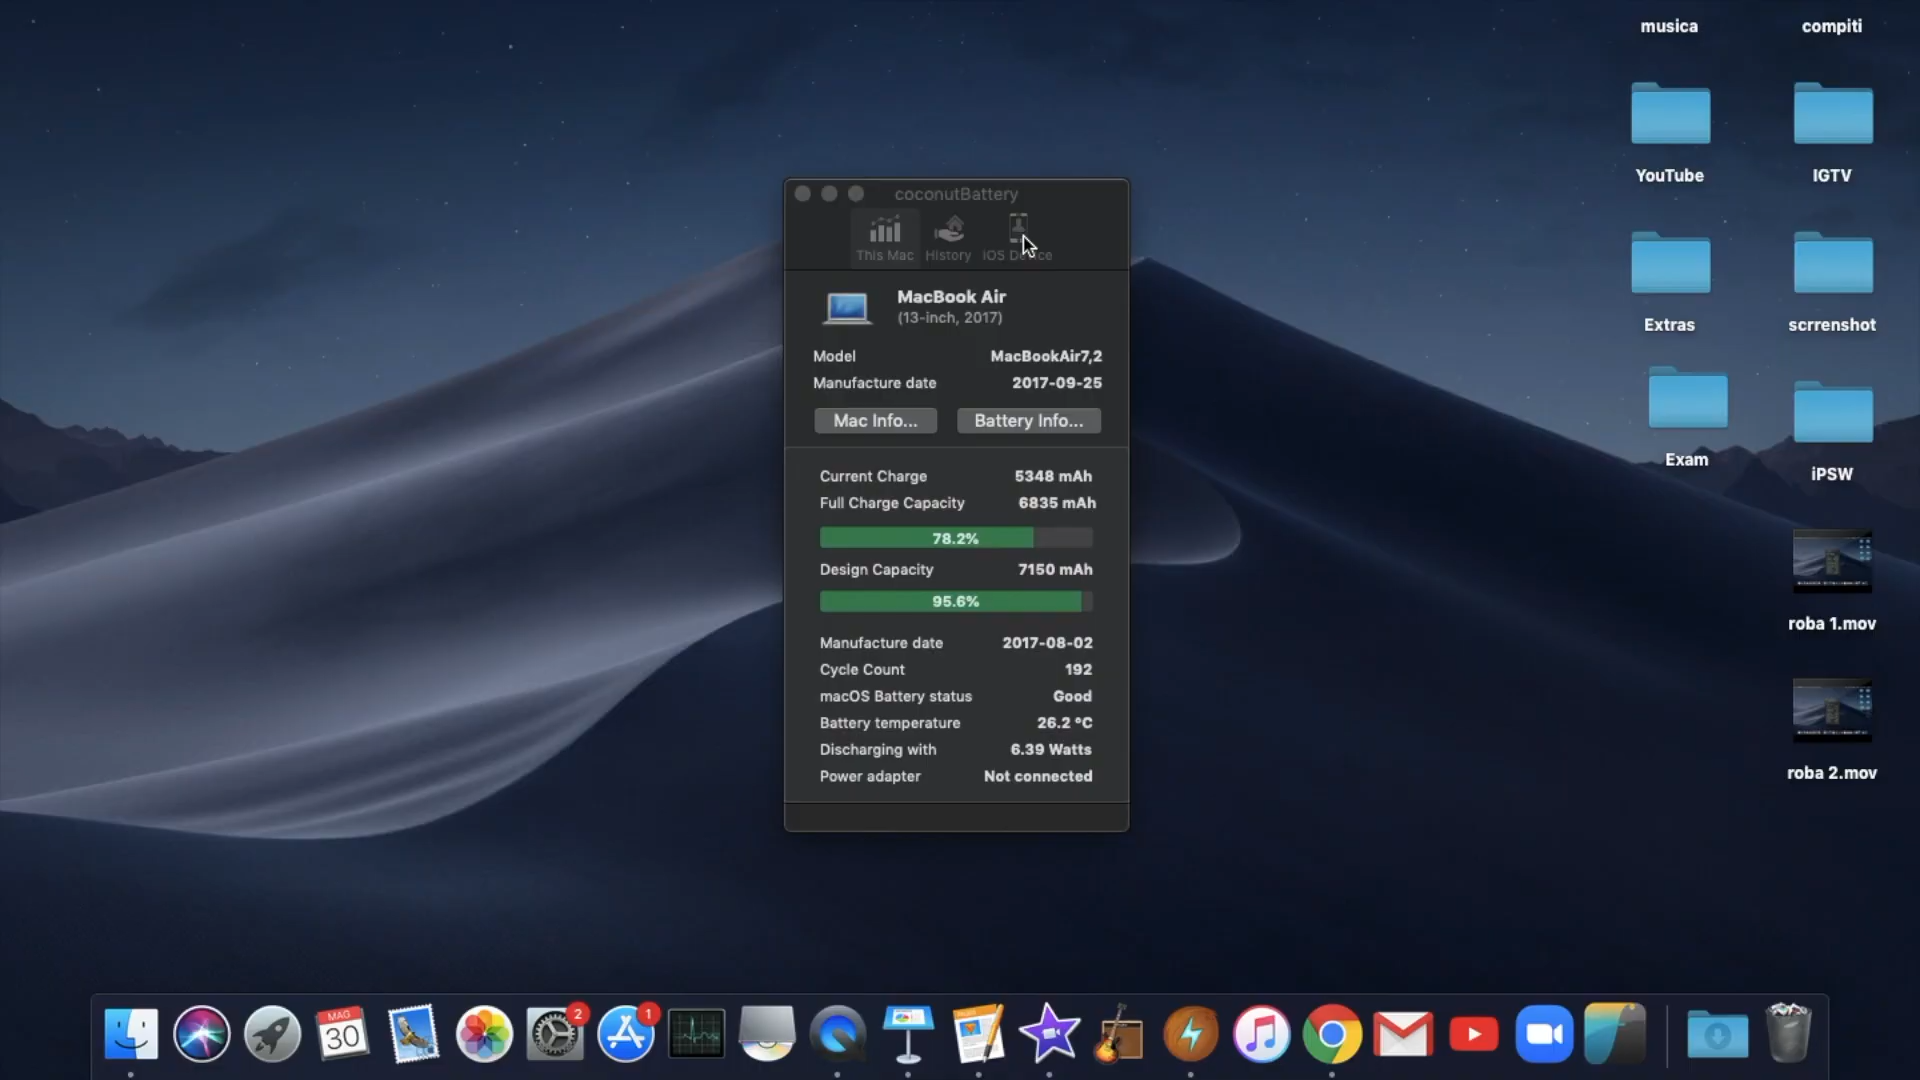 musica
compiti
YouTube
IGTV
Extras
scrrenshot
Exam
iPSW
roba 1.mov
roba 2.mov
coconutBattery
This Mac
History
iOS Device
MacBook Air
(13-inch, 2017)
Model MacBookAir7,2
Manufacture date 2017-09-25
Mac Info...
Battery Info...
Current Charge 5348 mAh
Full Charge Capacity 6835 mAh
78.2%
Design Capacity 7150 mAh
95.6%
Manufacture date 2017-08-02
Cycle Count 192
macOS Battery status Good
Battery temperature 26.2 °C
Discharging with 6.39 Watts
Power adapter Not connected
MAG
30
2
1